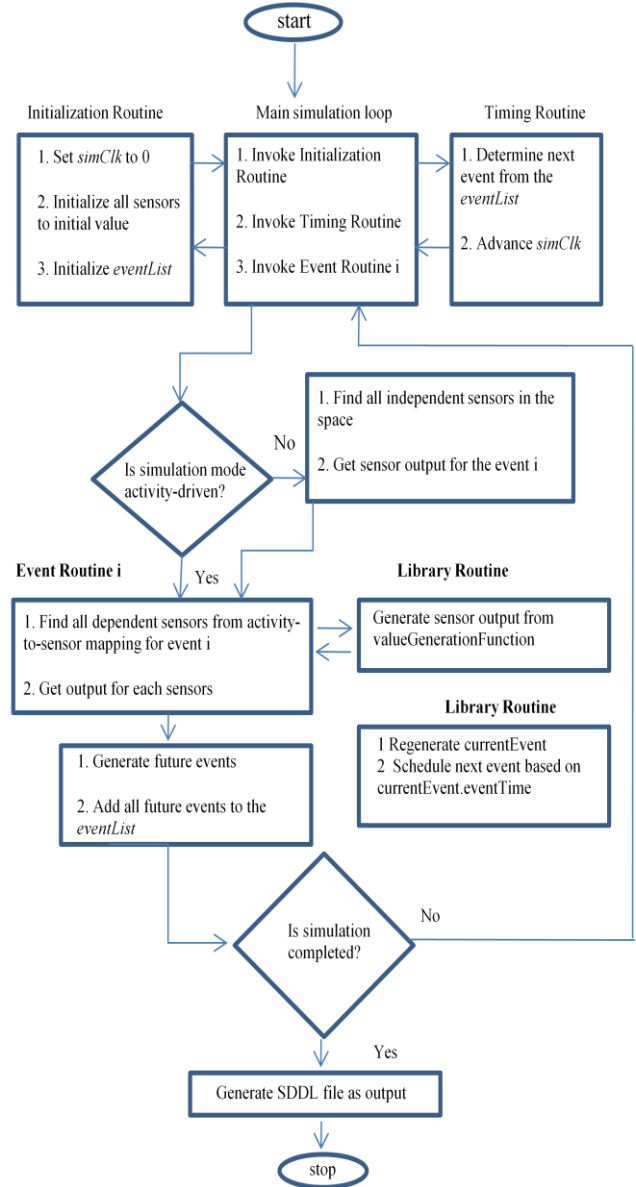 start
Initialization Routine
Main simulation loop
Timing Routine
1. Set simClk to 0
2. Initialize all sensors
to initial value
3. Initialize eventList
1. Invoke Initialization
Routine
2. Invoke Timing Routine
3. Invoke Event Routine i
1. Determine next
event from the
eventList
2. Advance simClk
Is simulation mode
activity-driven?
No
1. Find all independent sensors in the
space
2. Get sensor output for the event i
Yes
Event Routine i
1. Find all dependent sensors from activity-
to-sensor mapping for event i
2. Get output for each sensors
Library Routine
Generate sensor output from
valueGenerationFunction
Library Routine
1 Regenerate currentEvent
2 Schedule next event based on
currentEvent.eventTime
1. Generate future events
2. Add all future events to the
eventList
Is simulation
completed?
No
Yes
Generate SDDL file as output
stop